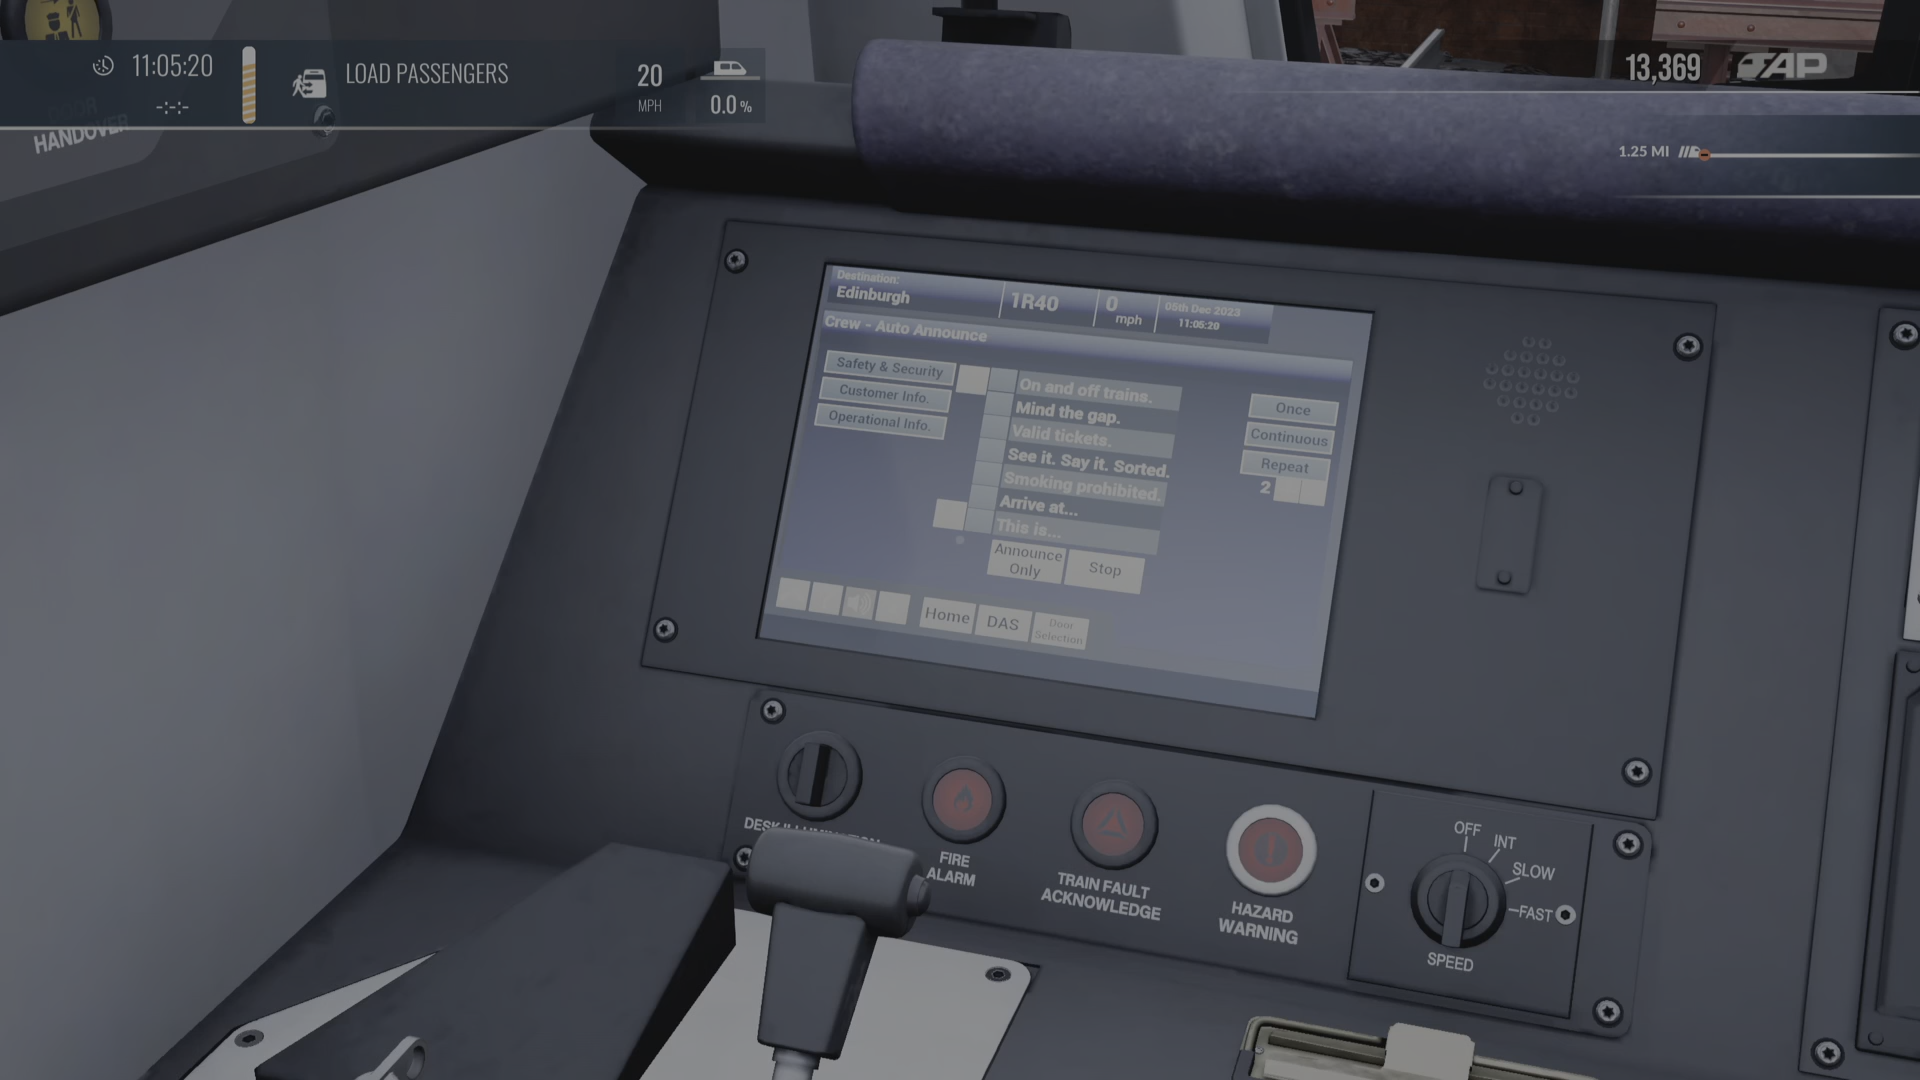 11:05:20
-:-:-
LOAD PASSENGERS
20
MPH
0.0 %
13,369
AP
1.25 MI
DOOR
HANDOVER
Destination:
Edinburgh
1R40
0
mph
05th Dec 2023
11:05:20
Crew - Auto Announce
Safety & Security
Customer Info.
Operational Info.
On and off trains.
Mind the gap.
Valid tickets.
See it. Say it. Sorted.
Smoking prohibited.
Arrive at...
This is...
Once
Continuous
Repeat
2
Announce
Only
Stop
Home
DAS
Door
Selection
DESK ILLUMINATION
FIRE
ALARM
TRAIN FAULT
ACKNOWLEDGE
HAZARD
WARNING
OFF
INT
SLOW
FAST
SPEED